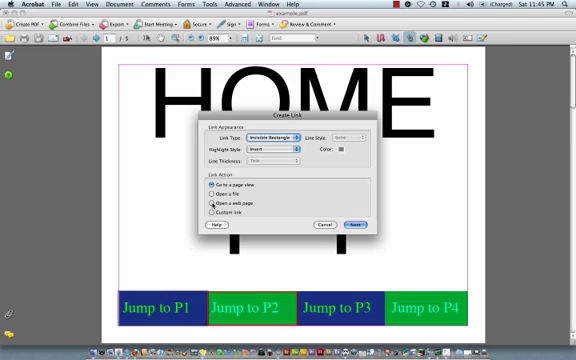 Acrobat File Edit View Document Comments Forms Tools Advanced Window Help
(Charged) Sat 11:45 PM
example.pdf
Create PDF Combine Files Export Start Meeting Secure Sign Forms Review & Comment
1 / 5 89% Find
HOME
Create Link
Link Appearance
Link Type: Invisible Rectangle Line Style: Solid
Highlight Style: Invert Color:
Line Thickness: Thin
Link Action
Go to a page view
Open a file
Open a web page
Custom link
Help Cancel Next
Jump to P1 Jump to P2 Jump to P3 Jump to P4